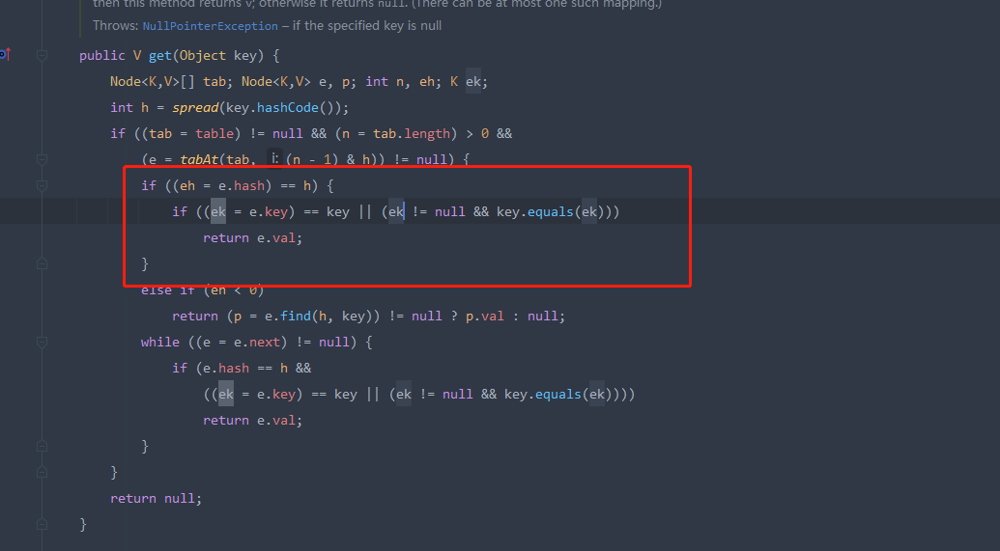 then this method returns v; otherwise it returns null. (There can be at most one such mapping.)
Throws: NullPointerException – if the specified key is null
public V get(Object key) {
Node<K,V>[] tab; Node<K,V> e, p; int n, eh; K ek;
int h = spread(key.hashCode());
if ((tab = table) != null && (n = tab.length) > 0 &&
(e = tabAt(tab, i: (n - 1) & h)) != null) {
if ((eh = e.hash) == h) {
if ((ek = e.key) == key || (ek != null && key.equals(ek)))
return e.val;
}
else if (eh < 0)
return (p = e.find(h, key)) != null ? p.val : null;
while ((e = e.next) != null) {
if (e.hash == h &&
((ek = e.key) == key || (ek != null && key.equals(ek))))
return e.val;
}
}
return null;
}